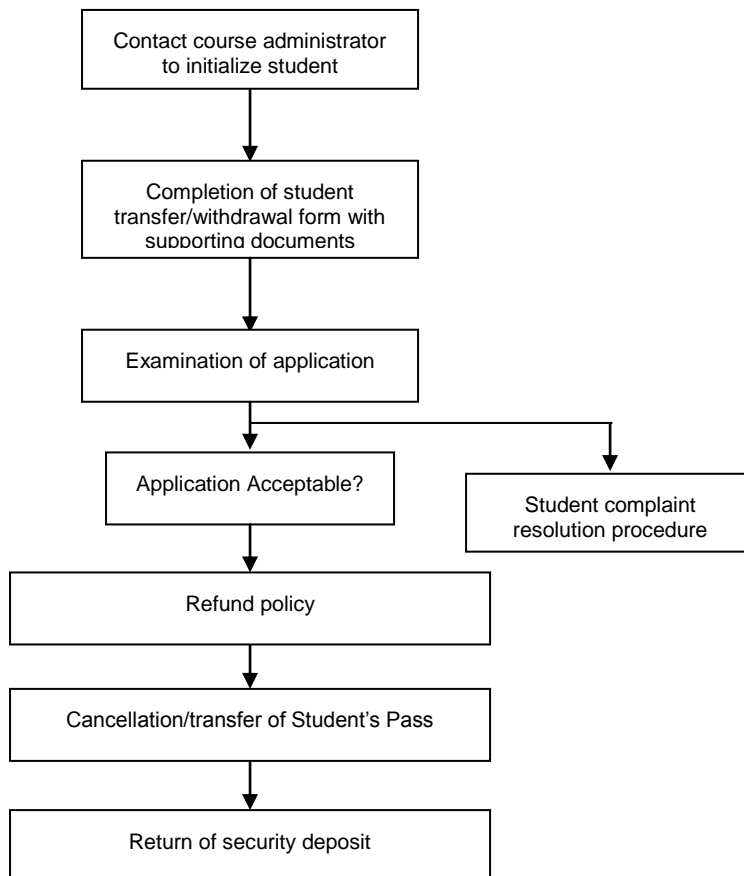 Contact course administrator
to initialize student
Completion of student
transfer/withdrawal form with
supporting documents
Examination of application
Application Acceptable?
Student complaint
resolution procedure
Refund policy
Cancellation/transfer of Student’s Pass
Return of security deposit